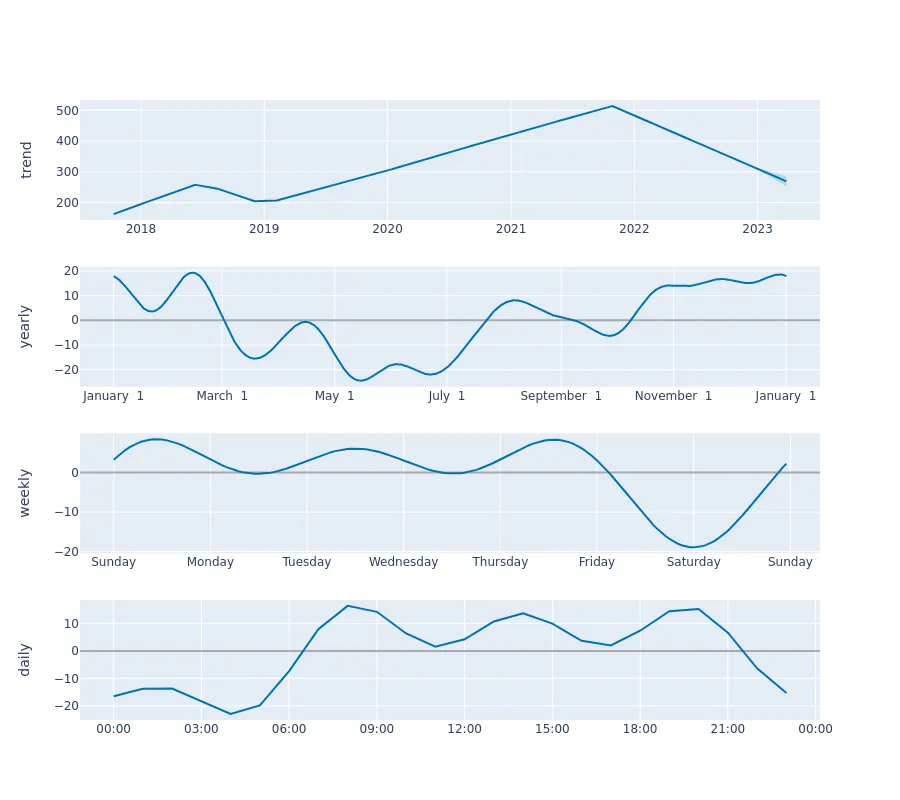 trend
500
400
300
200
2018 2019 2020 2021 2022 2023
yearly
20
10
0
−10
−20
January 1 March 1 May 1 July 1 September 1 November 1 January 1
weekly
0
−10
−20
Sunday Monday Tuesday Wednesday Thursday Friday Saturday Sunday
daily
10
0
−10
−20
00:00 03:00 06:00 09:00 12:00 15:00 18:00 21:00 00:00